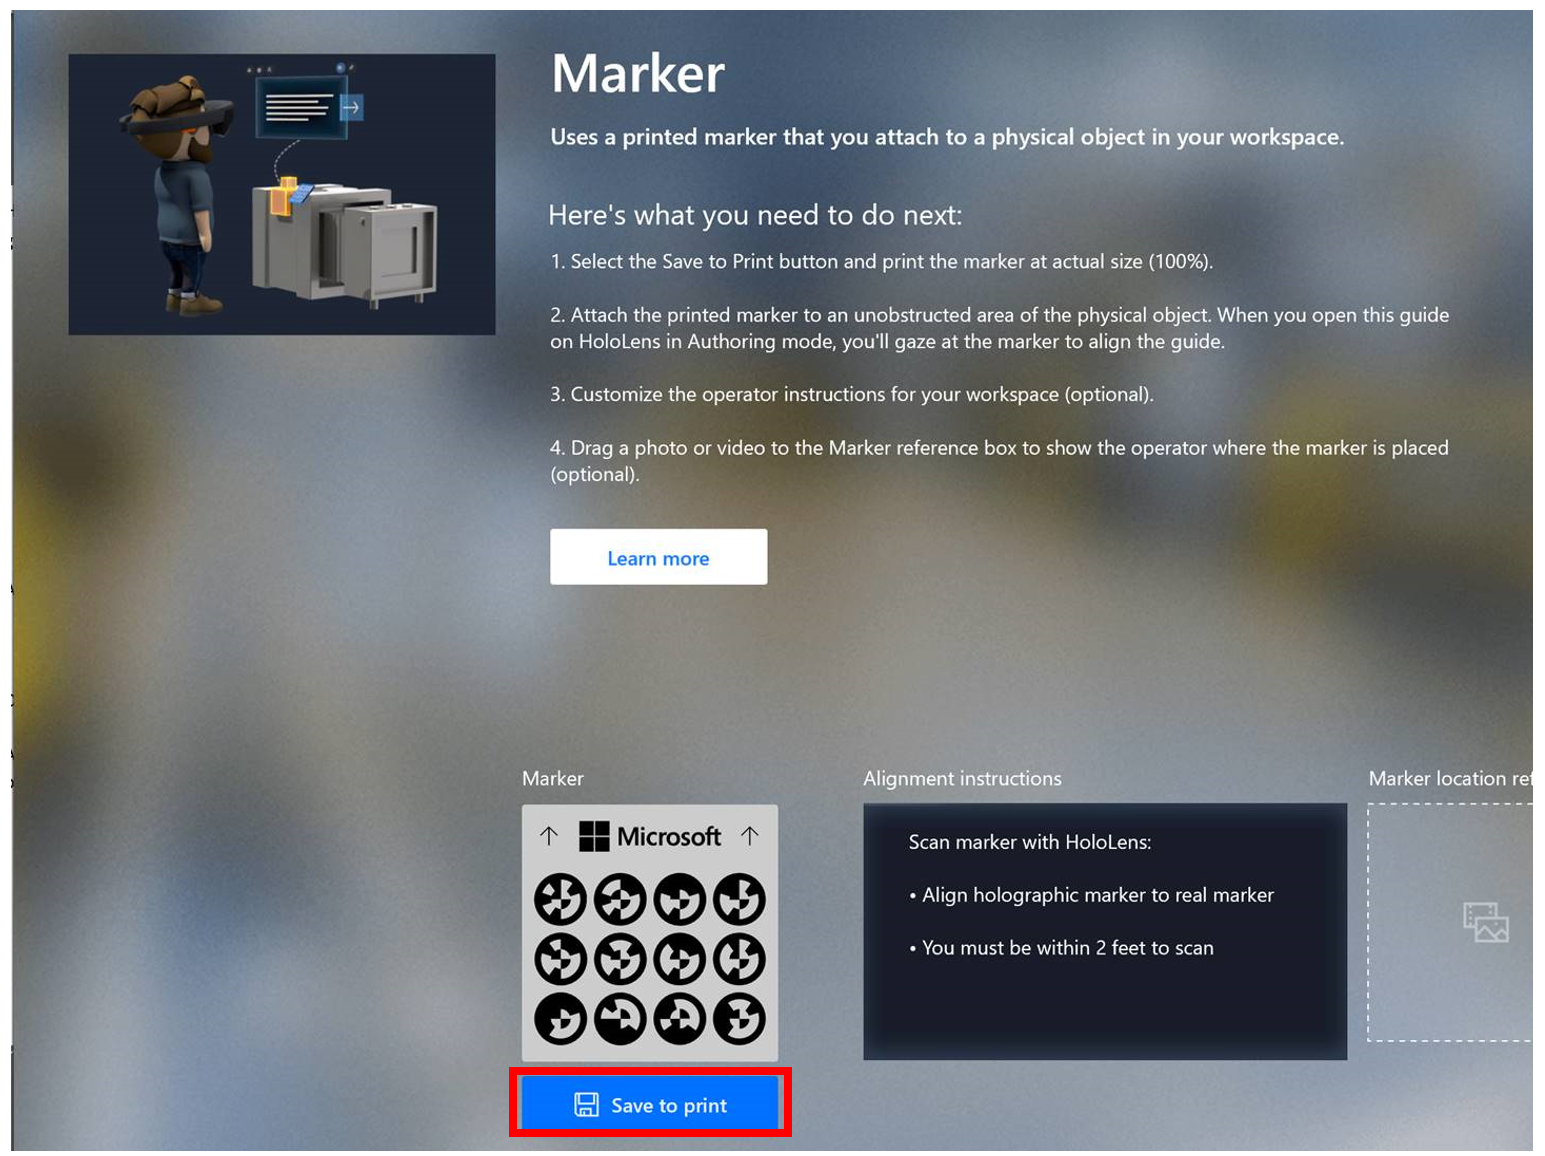 Marker
Uses a printed marker that you attach to a physical object in your workspace.
Here's what you need to do next:
1. Select the Save to Print button and print the marker at actual size (100%).
2. Attach the printed marker to an unobstructed area of the physical object. When you open this guide
on HoloLens in Authoring mode, you'll gaze at the marker to align the guide.
3. Customize the operator instructions for your workspace (optional).
4. Drag a photo or video to the Marker reference box to show the operator where the marker is placed
(optional).
Learn more
Marker
Alignment instructions
Marker location
Microsoft
Scan marker with HoloLens:
• Align holographic marker to real marker
• You must be within 2 feet to scan
Save to print